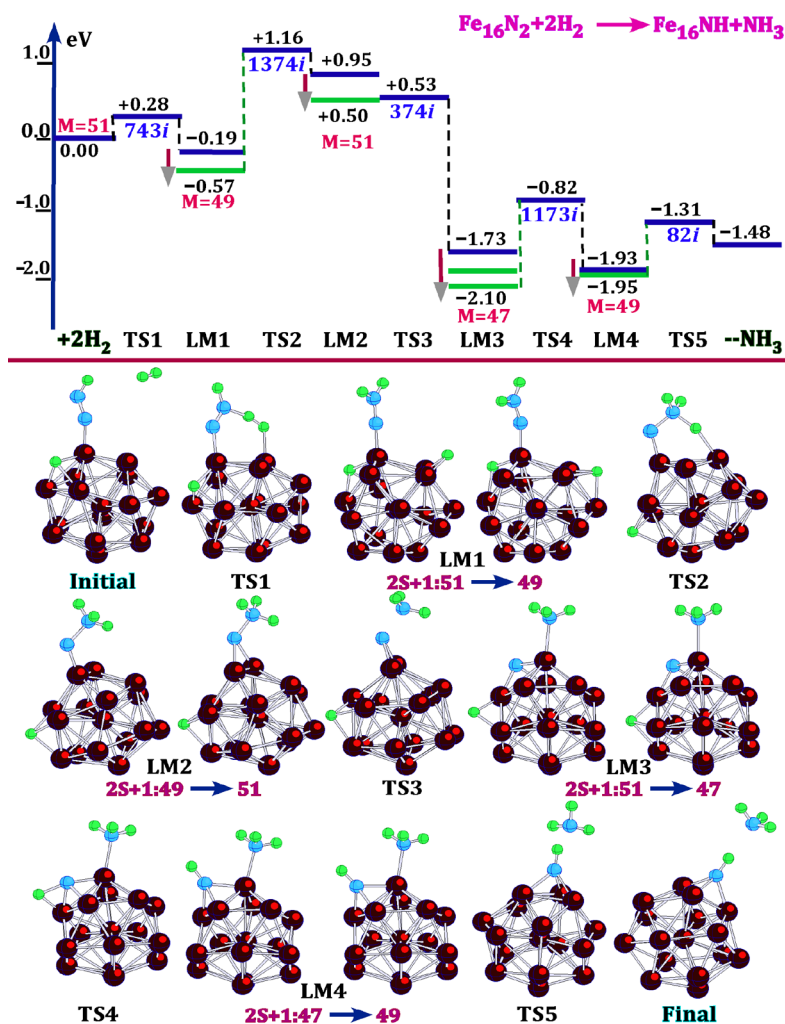 eV
Fe16N2+2H2 → Fe16NH+NH3
1.0
0.0
−1.0
−2.0
M=51
0.00
+0.28
743i
−0.19
−0.57
M=49
+1.16
1374i
+0.95
+0.50
M=51
+0.53
374i
−1.73
−2.10
M=47
−0.82
1173i
−1.93
−1.95
M=49
−1.31
82i
−1.48
+2H2 TS1 LM1 TS2 LM2 TS3 LM3 TS4 LM4 TS5 --NH3
Initial TS1 LM1 TS2
2S+1:51 → 49
LM2 TS3 LM3
2S+1:49 → 51 2S+1:51 → 47
TS4 LM4 TS5 Final
2S+1:47 → 49